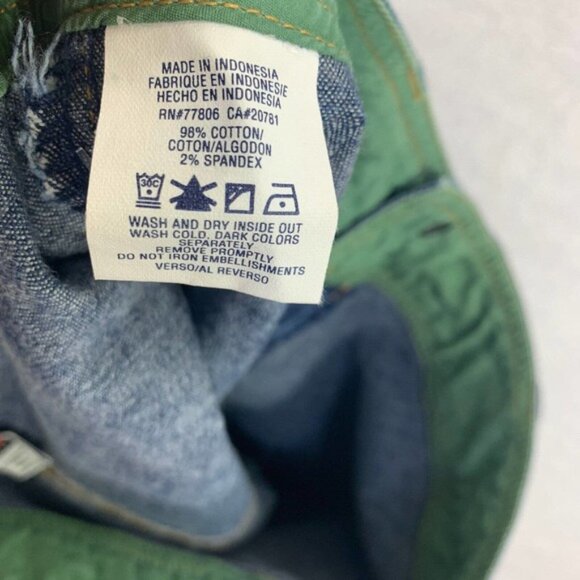 MADE IN INDONESIA
FABRIQUE EN INDONESIE
HECHO EN INDONESIA
RN#77806 CA#20781
98% COTTON/
COTON/ALGODON
2% SPANDEX
30C
WASH AND DRY INSIDE OUT
WASH COLD, DARK COLORS
SEPARATELY
REMOVE PROMPTLY
DO NOT IRON EMBELLISHMENTS
VERSO/AL REVERSO